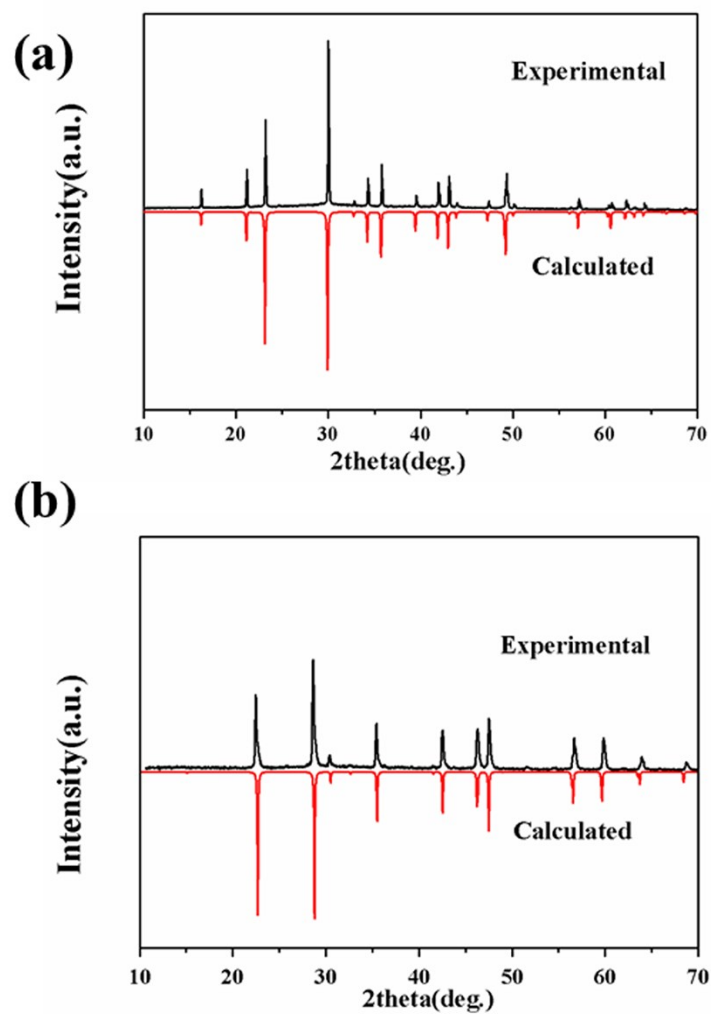 (a)
Experimental
Intensity(a.u.)
Calculated
10 20 30 40 50 60 70
2theta(deg.)
(b)
Experimental
Intensity(a.u.)
Calculated
10 20 30 40 50 60 70
2theta(deg.)